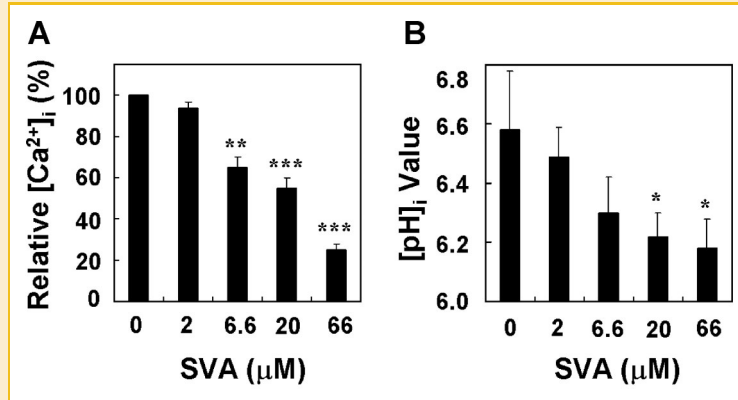 A
Relative [Ca²⁺]ᵢ (%)
100
80
60
40
20
0
**
***
***
0 2 6.6 20 66
SVA (μM)
B
[pH]ᵢ Value
6.8
6.6
6.4
6.2
6.0
*
*
0 2 6.6 20 66
SVA (μM)